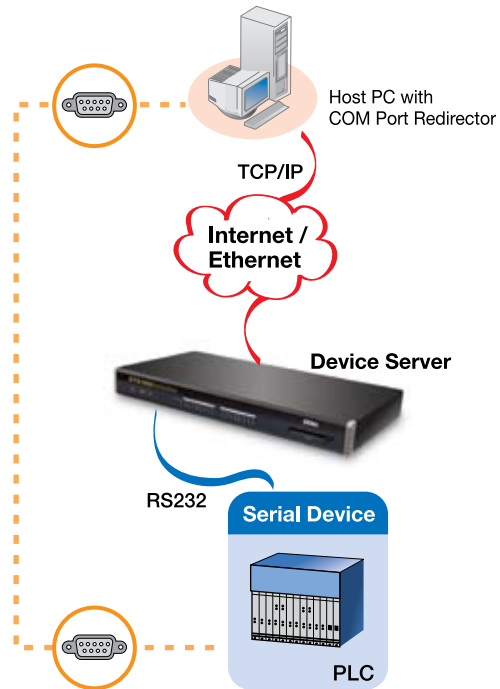 Host PC with
COM Port Redirector
TCP/IP
Internet /
Ethernet
Device Server
RS232
Serial Device
PLC